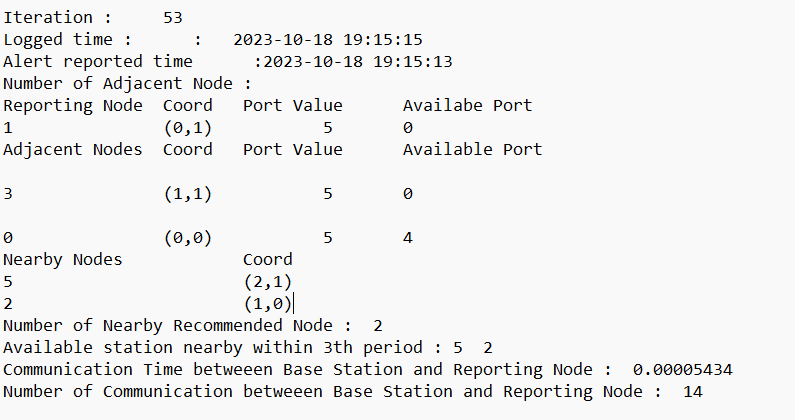 Iteration :     53
Logged time :      :   2023-10-18 19:15:15
Alert reported time      :2023-10-18 19:15:13
Number of Adjacent Node :
Reporting Node  Coord   Port Value      Availabe Port
1               (0,1)           5       0
Adjacent Nodes  Coord   Port Value      Available Port
3               (1,1)           5       0
0               (0,0)           5       4
Nearby Nodes            Coord
5                       (2,1)
2                       (1,0)
Number of Nearby Recommended Node :  2
Available station nearby within 3th period : 5  2
Communication Time betweeen Base Station and Reporting Node :  0.00005434
Number of Communication betweeen Base Station and Reporting Node :  14